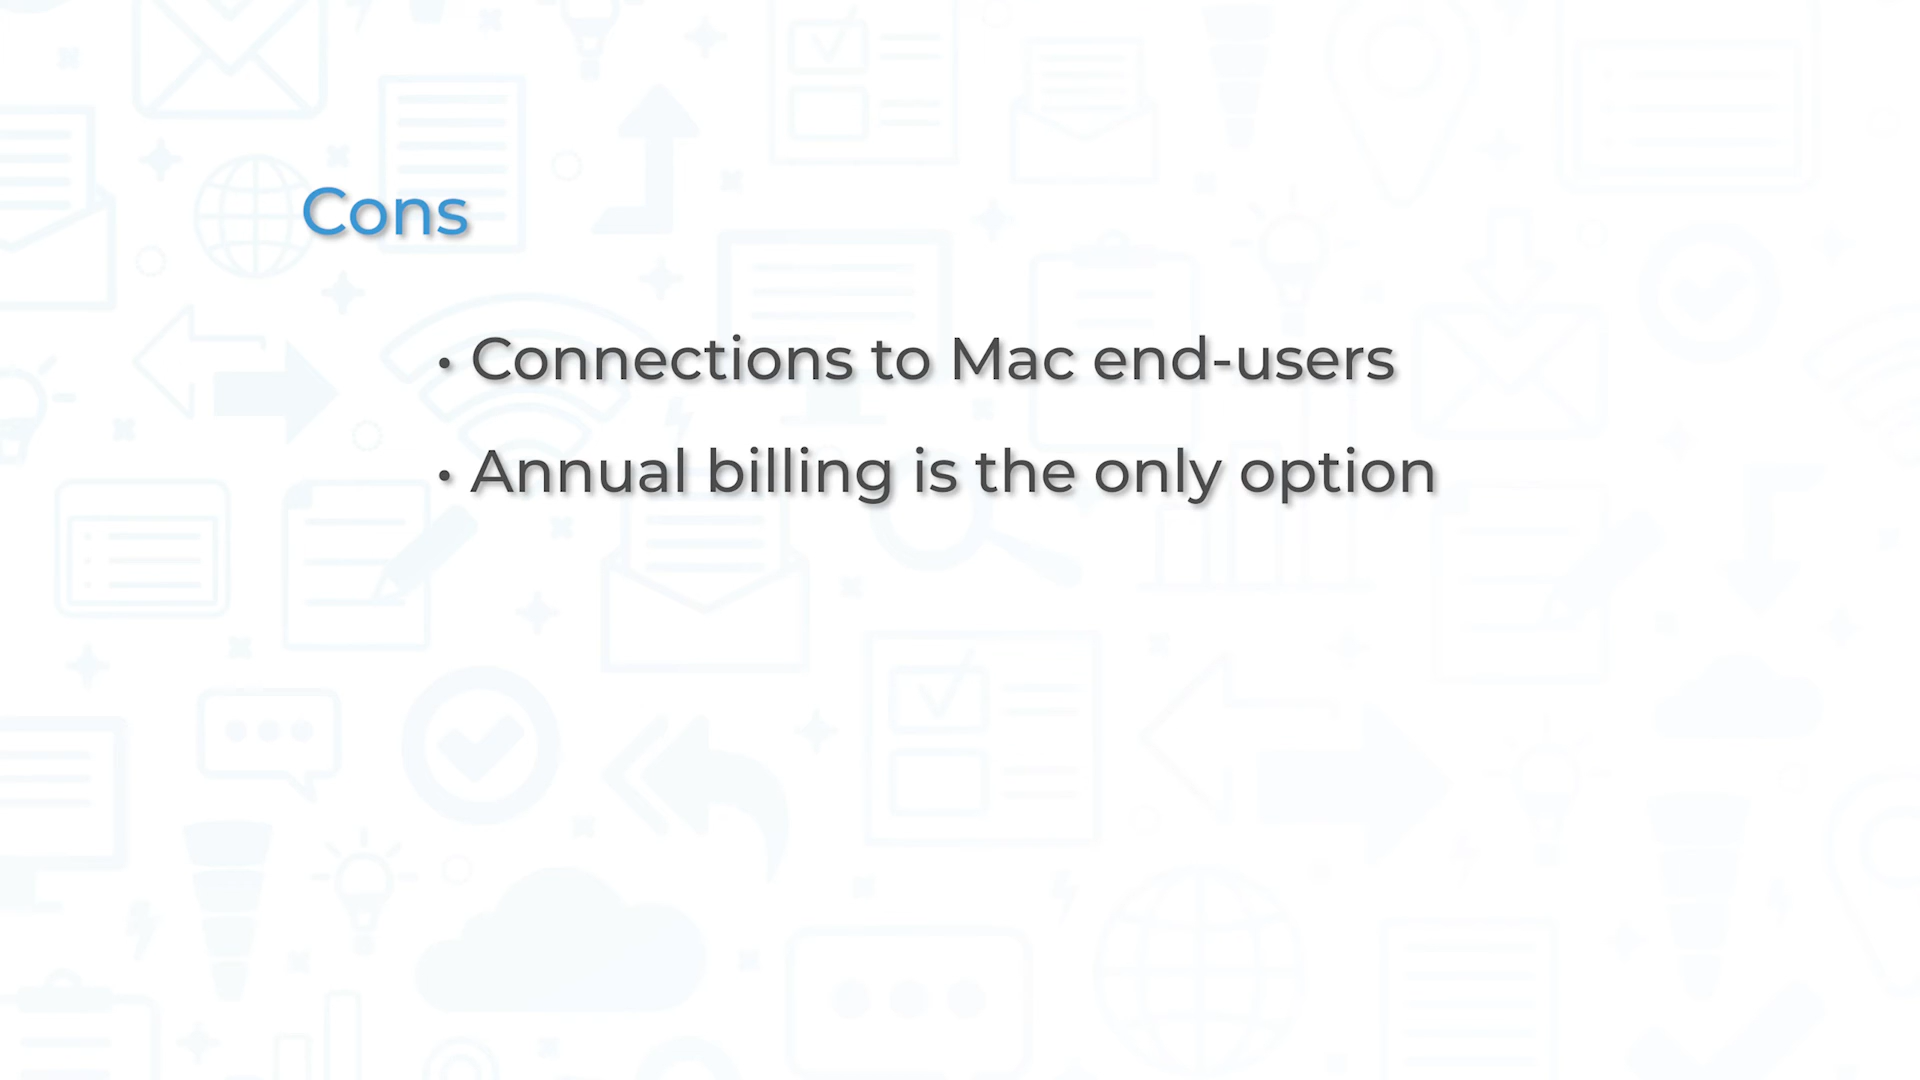 Cons
• Connections to Mac end-users
• Annual billing is the only option